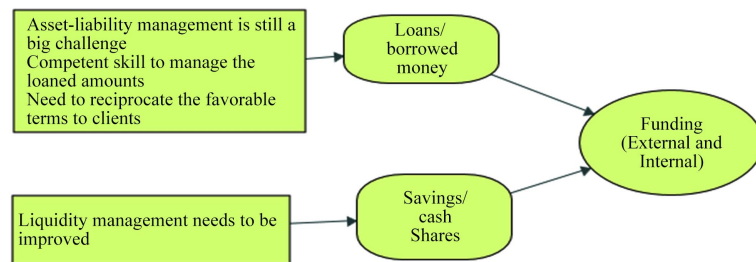 Asset-liability management is still a
big challenge
Competent skill to manage the
loaned amounts
Need to reciprocate the favorable
terms to clients
Loans/
borrowed
money
Funding
(External and
Internal)
Liquidity management needs to be
improved
Savings/
cash
Shares